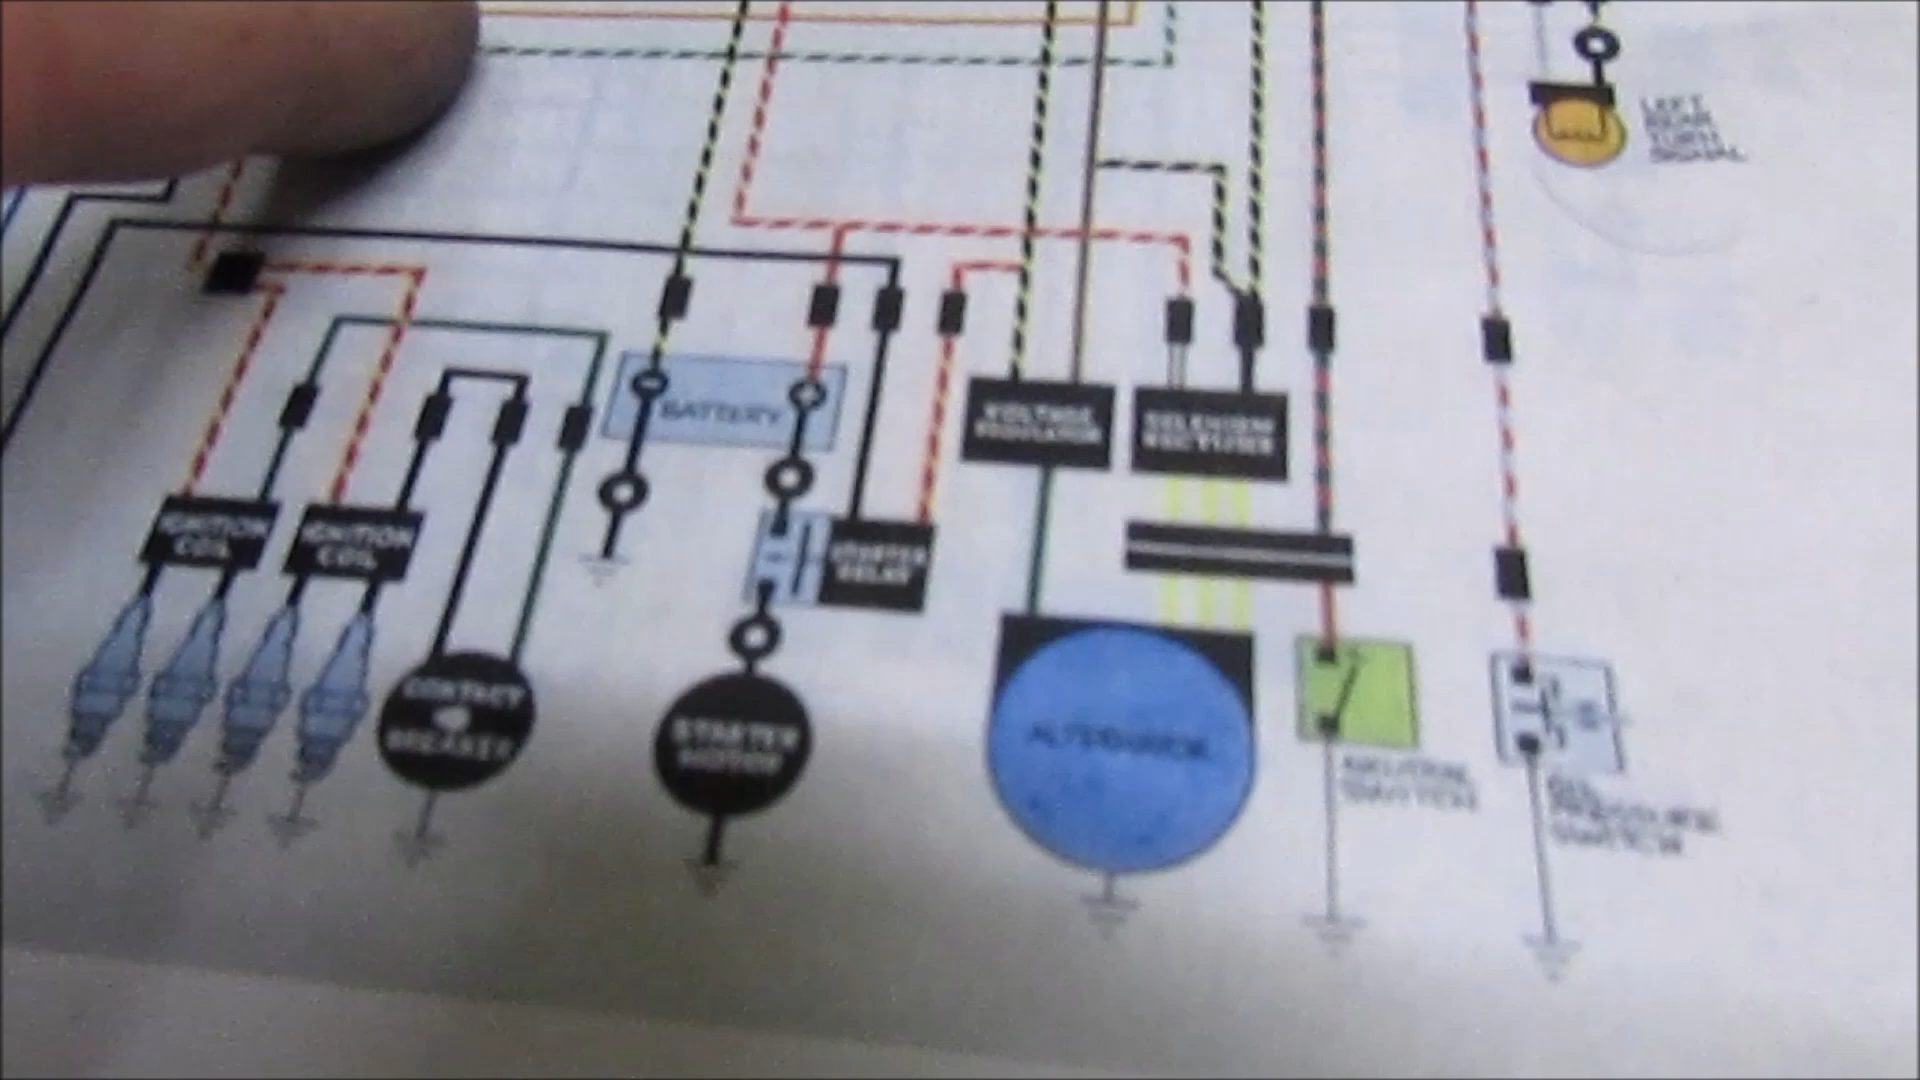 LEFT
REAR
TURN
SIGNAL
BATTERY
VOLTAGE
REGULATOR
SELENIUM
RECTIFIER
IGNITION
COIL
IGNITION
COIL
STARTER
RELAY
CONTACT
BREAKER
STARTER
MOTOR
ALTERNATOR
NEUTRAL
SWITCH
OIL
PRESSURE
SWITCH